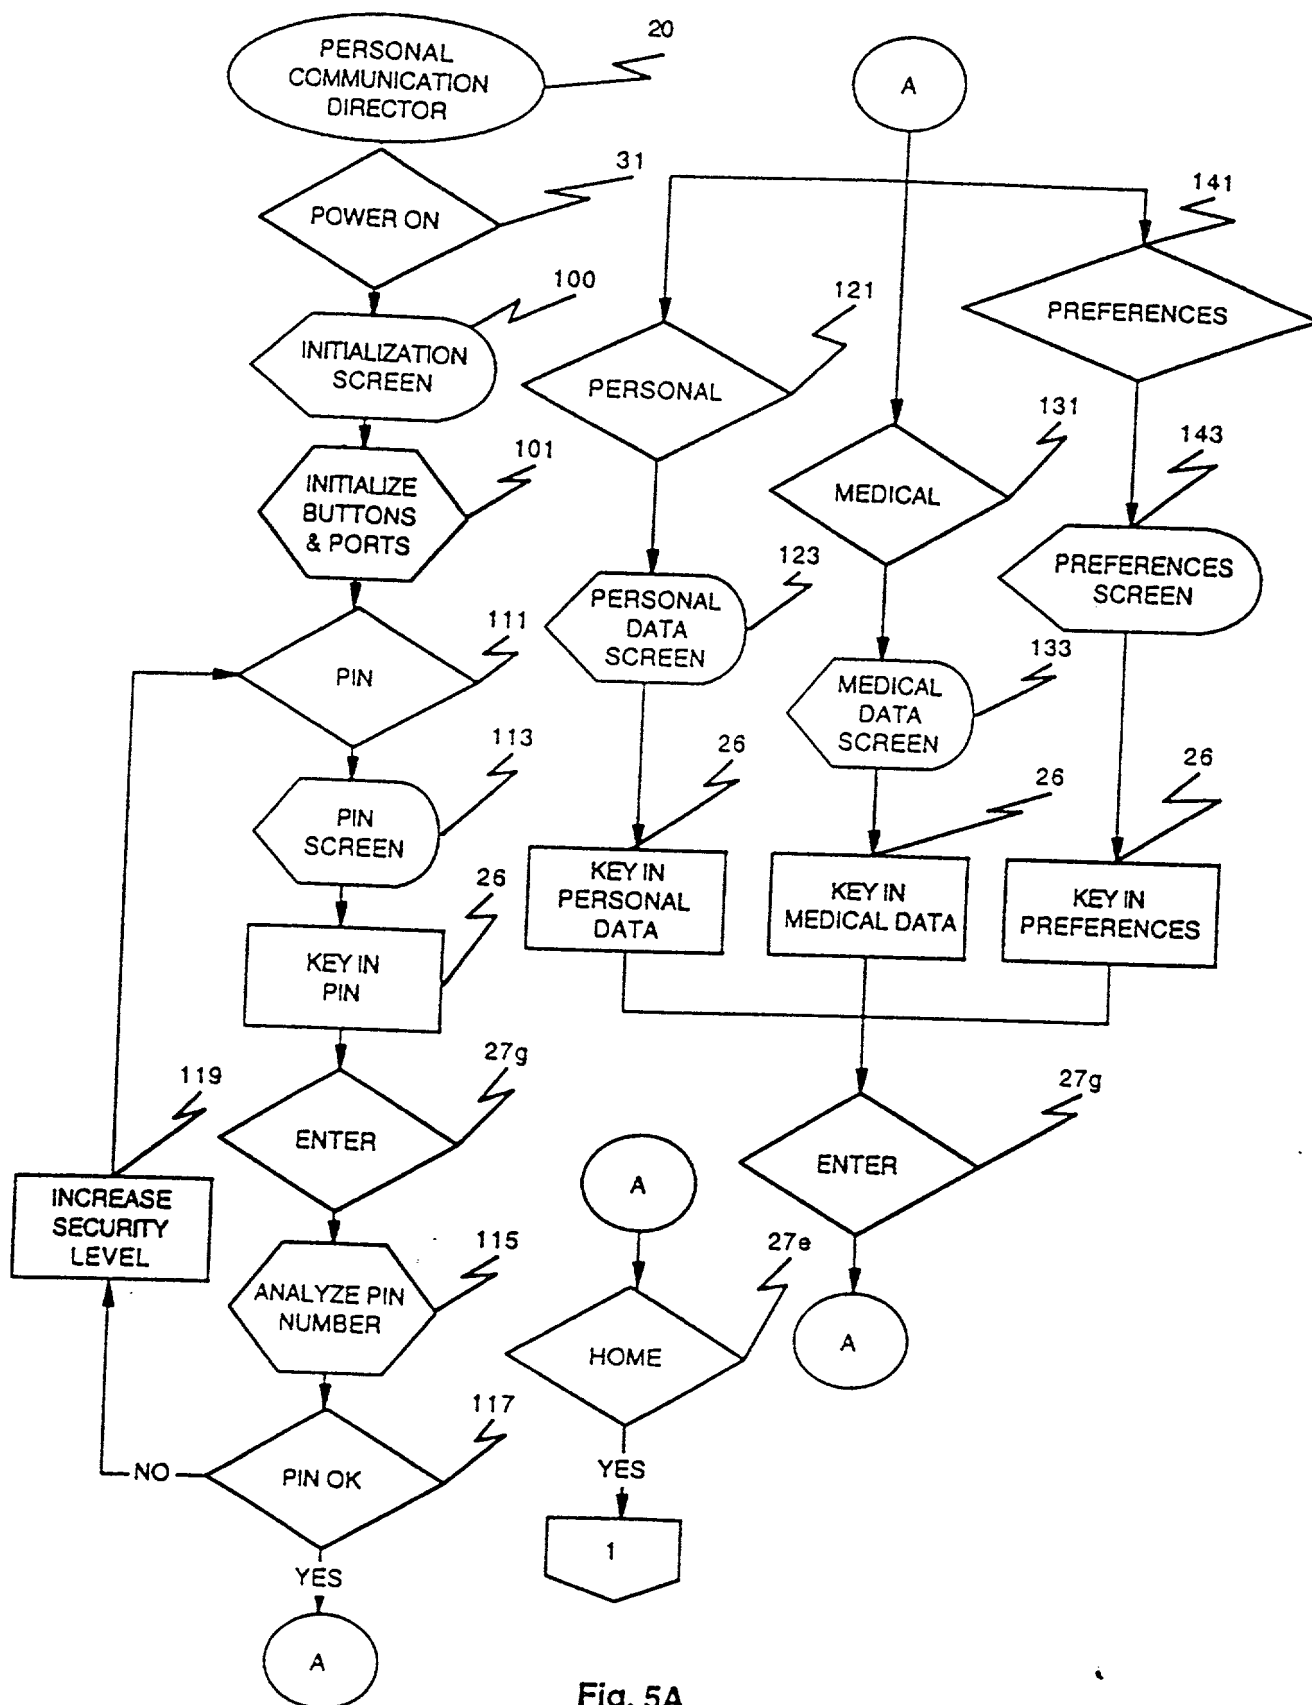 PERSONAL
COMMUNICATION
DIRECTOR
20
POWER ON
31
INITIALIZATION
SCREEN
100
INITIALIZE
BUTTONS
& PORTS
101
PIN
111
PIN
SCREEN
113
KEY IN
PIN
26
ENTER
27g
INCREASE
SECURITY
LEVEL
119
ANALYZE PIN
NUMBER
115
PIN OK
117
NO
YES
A
A
PERSONAL
121
PERSONAL
DATA
SCREEN
123
KEY IN
PERSONAL
DATA
26
MEDICAL
131
MEDICAL
DATA
SCREEN
133
KEY IN
MEDICAL DATA
26
PREFERENCES
141
PREFERENCES
SCREEN
143
KEY IN
PREFERENCES
26
ENTER
27g
A
A
HOME
27e
YES
1
Fig. 5A